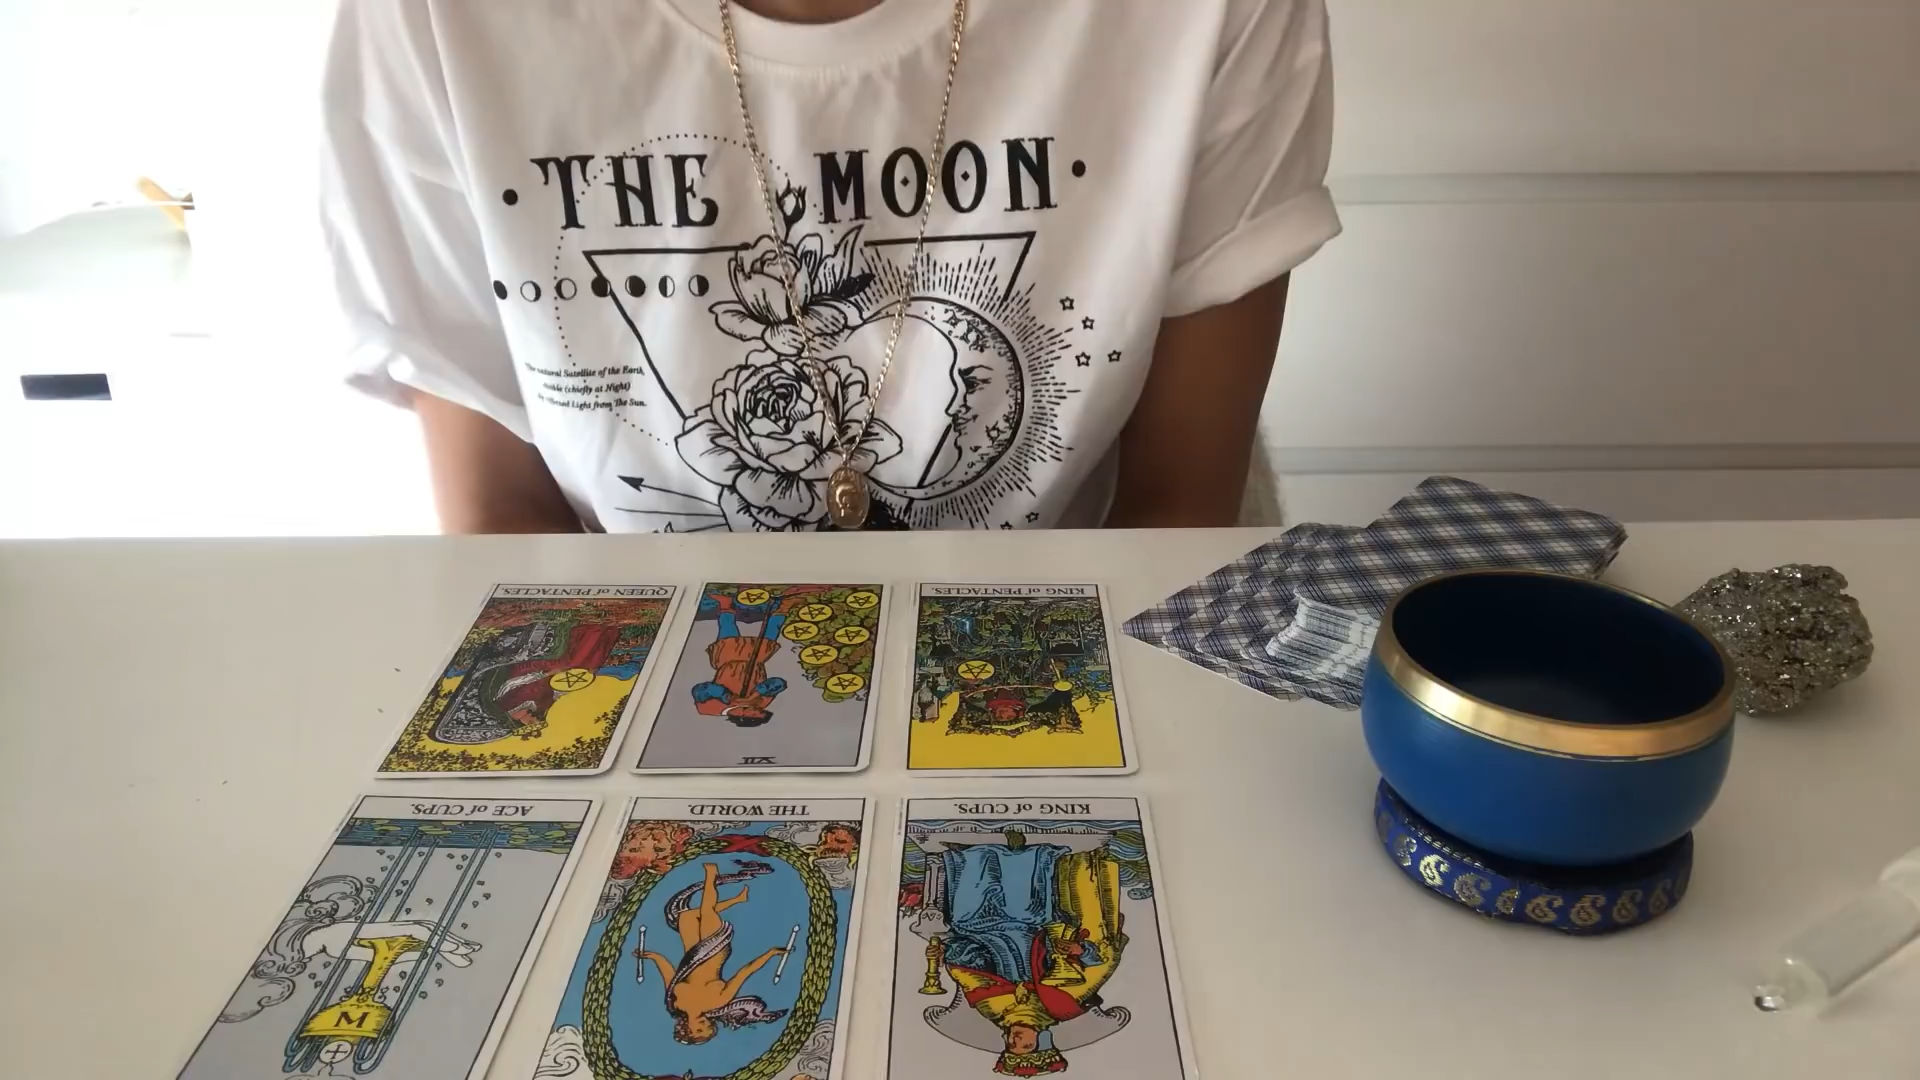 THE MOON
The natural Satellite of the Earth,
visible (chiefly at Night)
by reflected Light from The Sun.
QUEEN of PENTACLES.
VII
KING of PENTACLES.
ACE of CUPS.
THE WORLD.
KING of CUPS.
W